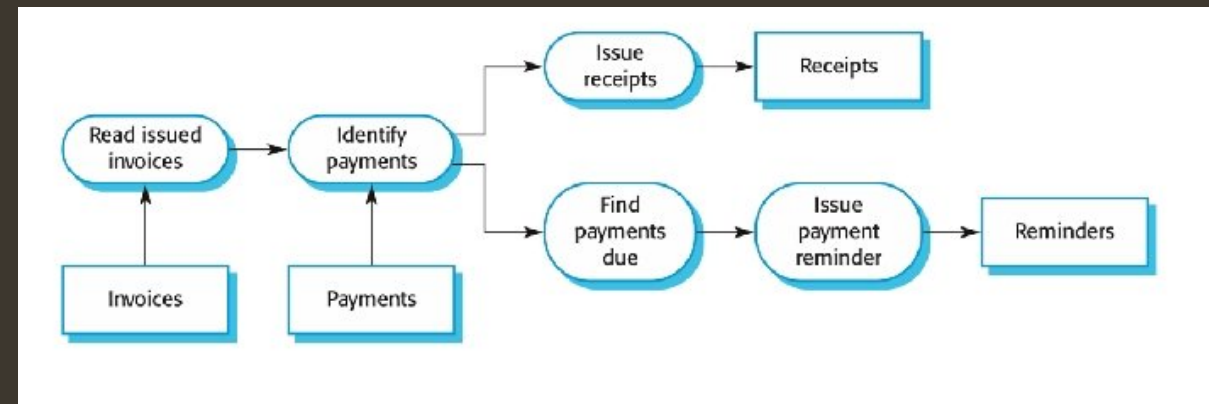 Issue
receipts
Receipts
Read issued
invoices
Identify
payments
Find
payments
due
Issue
payment
reminder
Reminders
Invoices
Payments